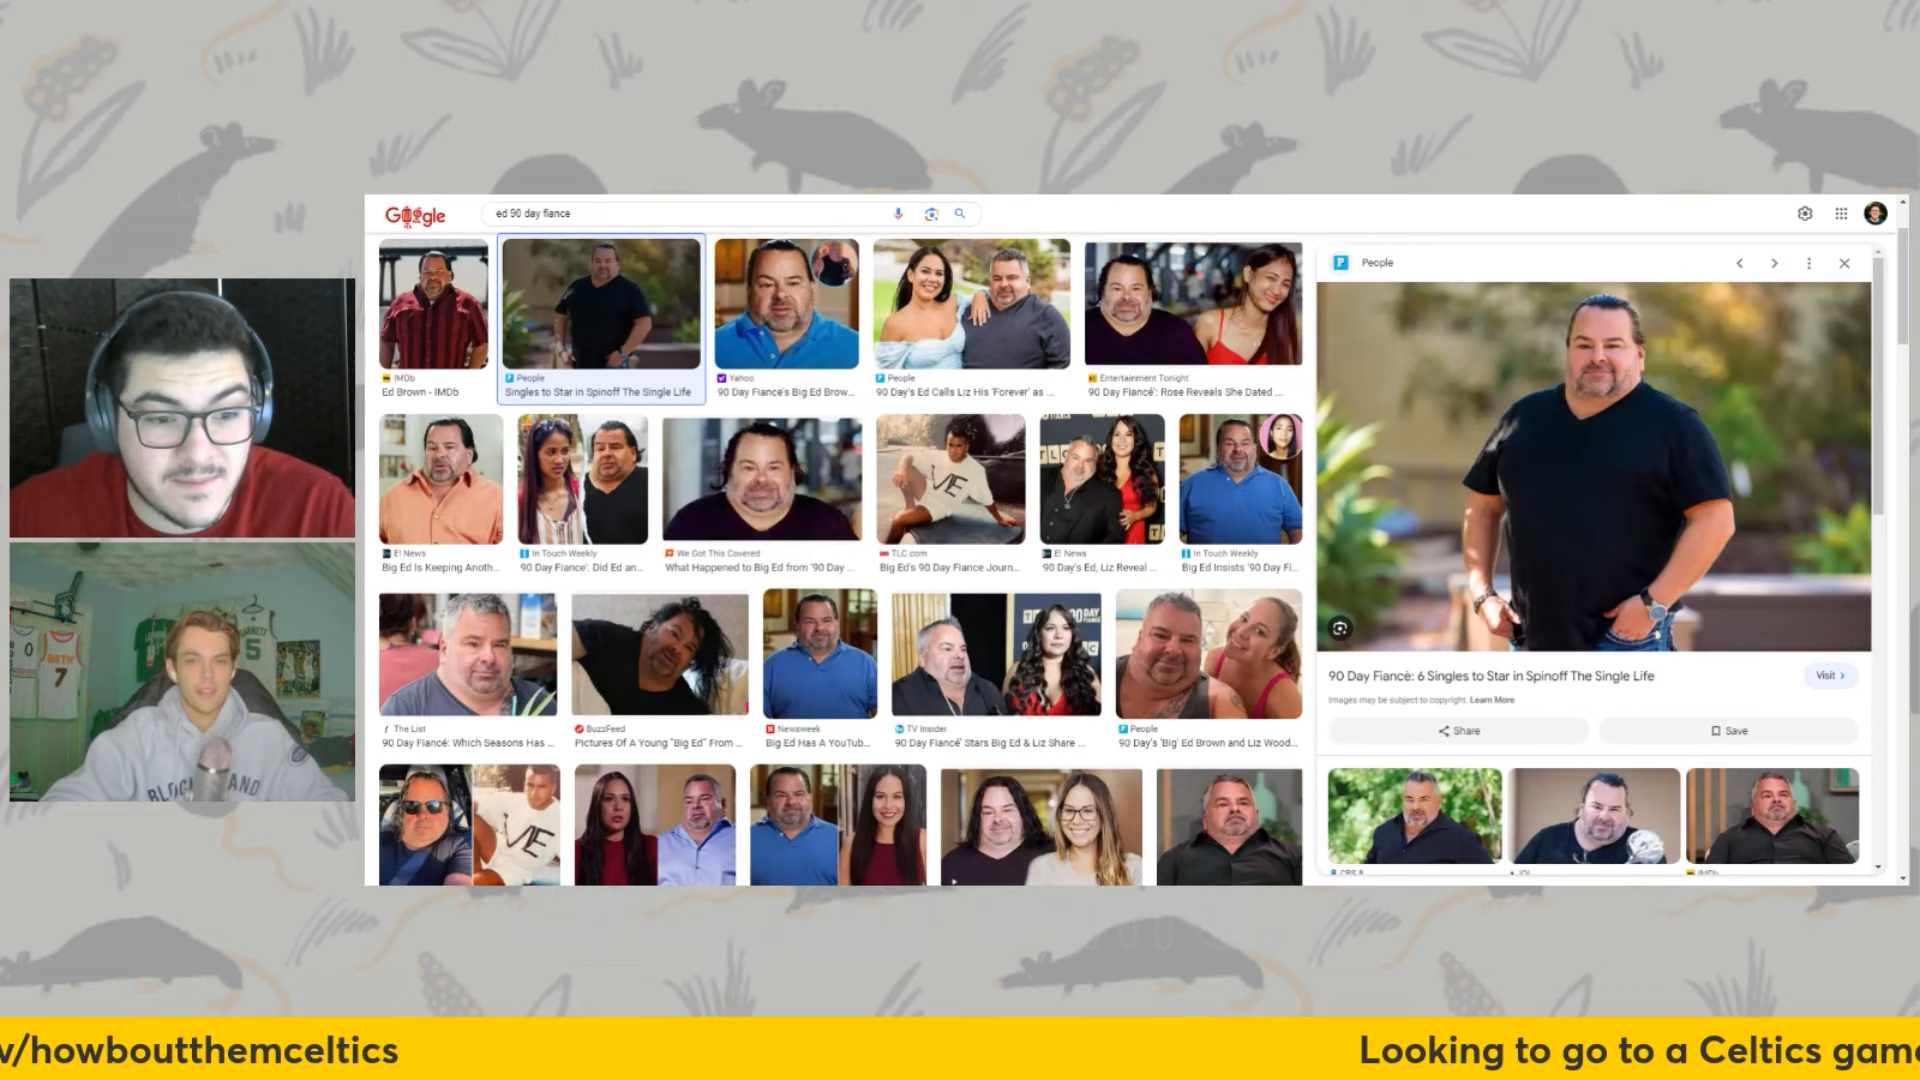 Google
ed 90 day fiance
IMDb
Ed Brown - IMDb
People
Singles to Star in Spinoff The Single Life
Yahoo
90 Day Fiance's Big Ed Brow...
People
90 Day's Ed Calls Liz His 'Forever' as ...
Entertainment Tonight
90 Day Fiancé': Rose Reveals She Dated ...
E! News
Big Ed Is Keeping Anoth...
In Touch Weekly
90 Day Fiance': Did Ed an...
We Got This Covered
What Happened to Big Ed from '90 Day ...
TLC.com
Big Ed's 90 Day Fiance Journ...
E! News
90 Day's Ed, Liz Reveal ...
In Touch Weekly
Big Ed Insists '90 Day Fi...
The List
90 Day Fiancé: Which Seasons Has ...
BuzzFeed
Pictures Of A Young "Big Ed" From ...
Newsweek
Big Ed Has A YouTub...
TV Insider
90 Day Fiancé' Stars Big Ed & Liz Share ...
People
90 Day's 'Big' Ed Brown and Liz Wood...
P People
90 Day Fiancé: 6 Singles to Star in Spinoff The Single Life
Visit
Images may be subject to copyright. Learn More
Share
Save
GARNETT
5
0
7
AND
v/howboutthemceltics
Looking to go to a Celtics game